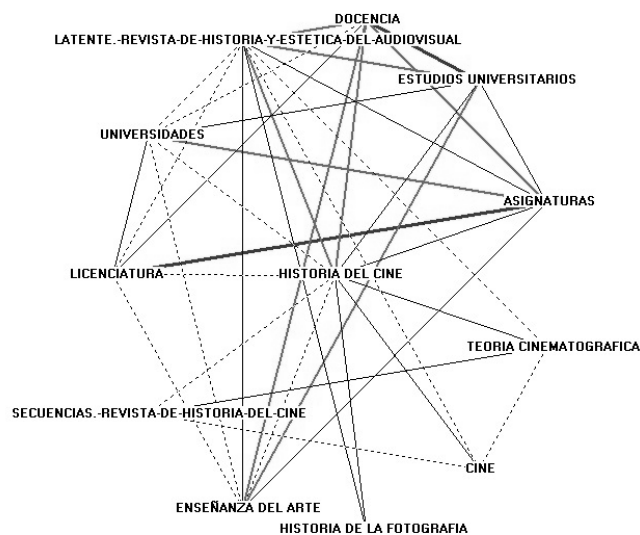 DOCENCIA
LATENTE.-REVISTA-DE-HISTORIA-Y-ESTETICA-DEL-AUDIOVISUAL
ESTUDIOS UNIVERSITARIOS
UNIVERSIDADES
ASIGNATURAS
LICENCIATURA
HISTORIA DEL CINE
TEORIA CINEMATOGRAFICA
SECUENCIAS.-REVISTA-DE-HISTORIA-DEL-CINE
CINE
ENSEÑANZA DEL ARTE
HISTORIA DE LA FOTOGRAFIA